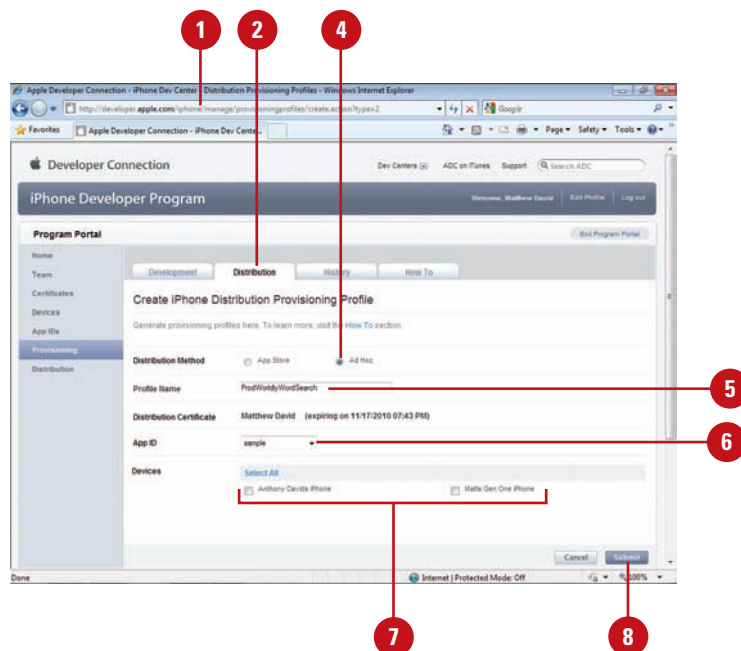 1 2 4
Apple Developer Connection - iPhone Dev Center - Distribution Provisioning Profiles - Windows Internet Explorer
http://developer.apple.com/iphone/manage/provisioningprofiles/create.action?type=2
Google
Favorites Apple Developer Connection - iPhone Dev Cente...
Page Safety Tools
Developer Connection
Dev Centers ADC on iTunes Support Search ADC
iPhone Developer Program
Welcome, Matthew David Edit Profile Log out
Program Portal Exit Program Portal
Home
Team
Certificates
Devices
App IDs
Provisioning
Distribution
Development Distribution History How To
Create iPhone Distribution Provisioning Profile
Generate provisioning profiles here. To learn more, visit the How To section.
Distribution Method App Store Ad Hoc
Profile Name ProdWorldlyWordSearch 5
Distribution Certificate Matthew David (expiring on 11/17/2010 07:43 PM)
App ID sample 6
Devices Select All
Anthony Davids iPhone Matts Gen One iPhone
Cancel Submit
Done Internet | Protected Mode: Off 100%
7 8